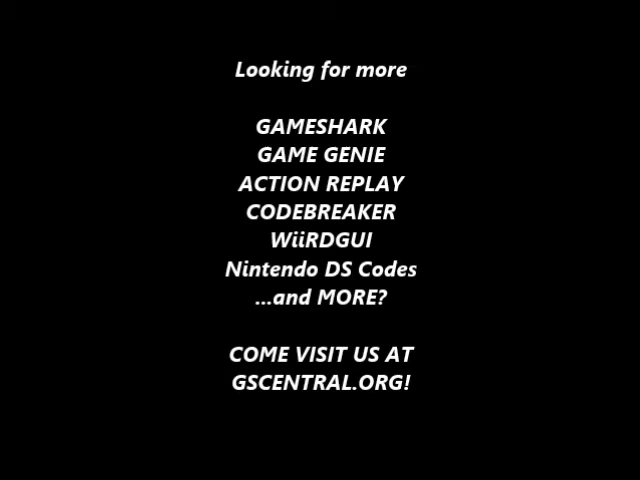 Looking for more
GAMESHARK
GAME GENIE
ACTION REPLAY
CODEBREAKER
WiiRDGUI
Nintendo DS Codes
...and MORE?
COME VISIT US AT
GSCENTRAL.ORG!